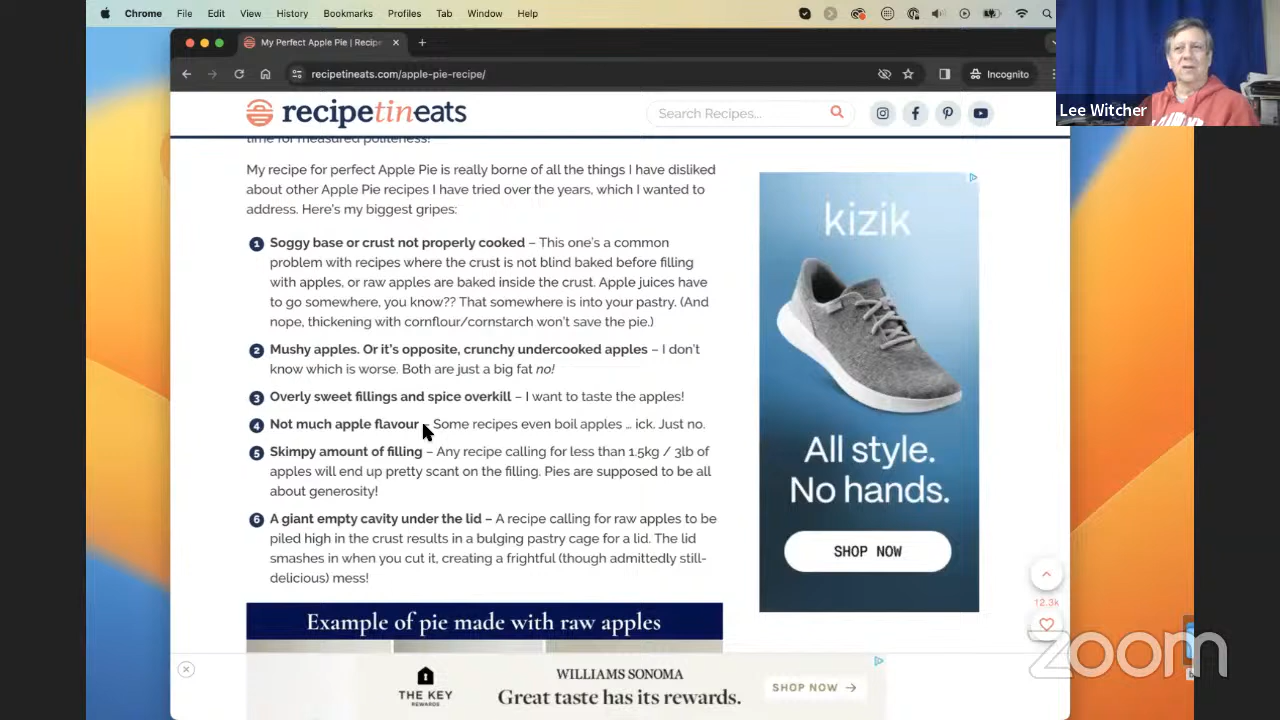 Chrome File Edit View History Bookmarks Profiles Tab Window Help
My Perfect Apple Pie | Recipe
recipetineats.com/apple-pie-recipe/
Incognito
Lee Witcher
recipetineats
Search Recipes...
time for measured politeness!
My recipe for perfect Apple Pie is really borne of all the things I have disliked
about other Apple Pie recipes I have tried over the years, which I wanted to
address. Here's my biggest gripes:
1 Soggy base or crust not properly cooked – This one's a common
problem with recipes where the crust is not blind baked before filling
with apples, or raw apples are baked inside the crust. Apple juices have
to go somewhere, you know?? That somewhere is into your pastry. (And
nope, thickening with cornflour/cornstarch won't save the pie.)
2 Mushy apples. Or it's opposite, crunchy undercooked apples – I don't
know which is worse. Both are just a big fat no!
3 Overly sweet fillings and spice overkill – I want to taste the apples!
4 Not much apple flavour – Some recipes even boil apples … ick. Just no.
5 Skimpy amount of filling – Any recipe calling for less than 1.5kg / 3lb of
apples will end up pretty scant on the filling. Pies are supposed to be all
about generosity!
6 A giant empty cavity under the lid – A recipe calling for raw apples to be
piled high in the crust results in a bulging pastry cage for a lid. The lid
smashes in when you cut it, creating a frightful (though admittedly still-
delicious) mess!
Example of pie made with raw apples
kizik
All style.
No hands.
SHOP NOW
12.3k
THE KEY
REWARDS
WILLIAMS SONOMA
Great taste has its rewards.
SHOP NOW →
zoom